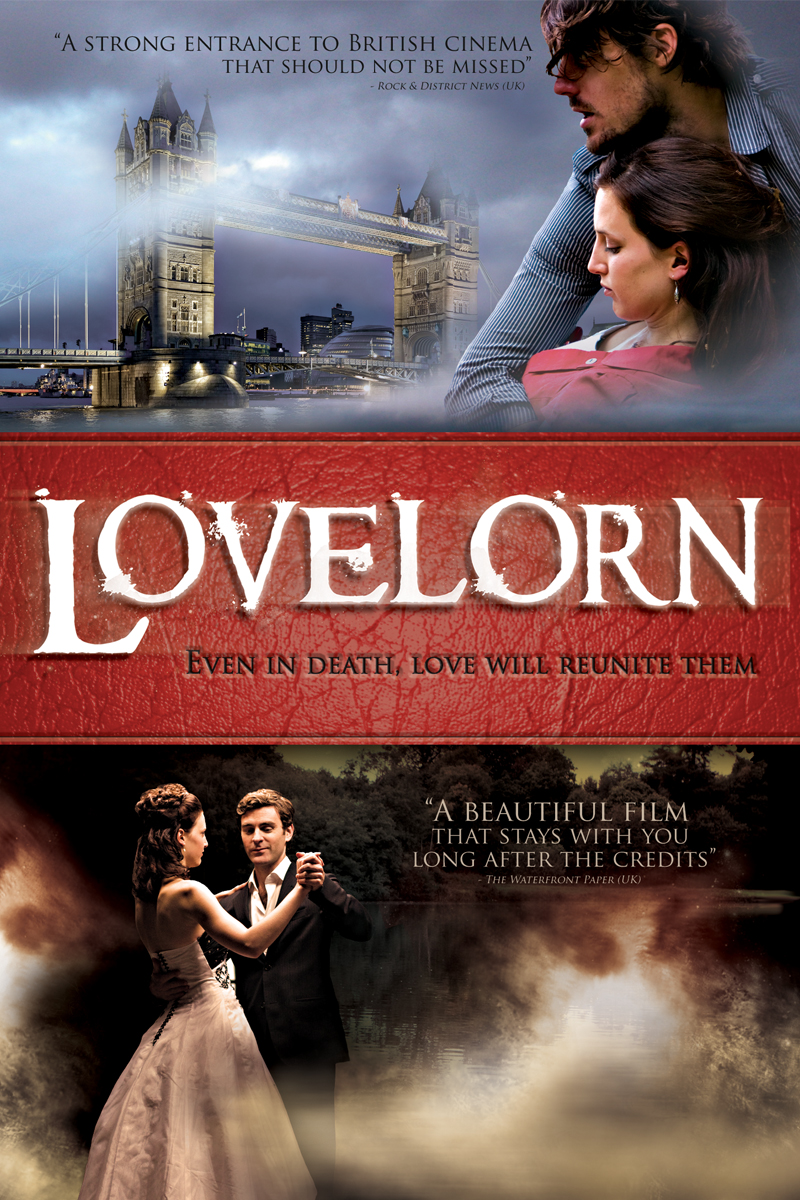 “A strong entrance to British cinema
that should not be missed”
- Rock & District News (UK)
Lovelorn
Even in death, love will reunite them
“A beautiful film
that stays with you
long after the credits”
- The Waterfront Paper (UK)